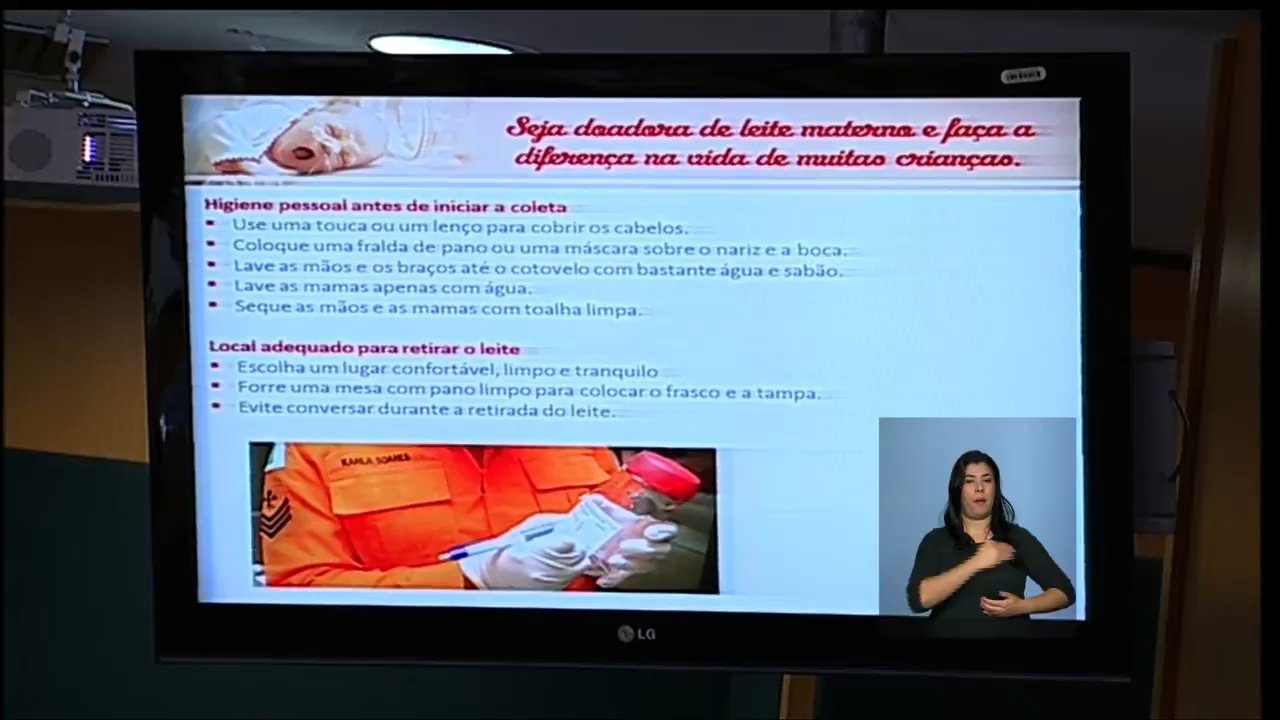 Seja doadora de leite materno e faça a
diferença na vida de muitas crianças.
Higiene pessoal antes de iniciar a coleta
Use uma touca ou um lenço para cobrir os cabelos.
Coloque uma fralda de pano ou uma máscara sobre o nariz e a boca.
Lave as mãos e os braços até o cotovelo com bastante água e sabão.
Lave as mamas apenas com água.
Seque as mãos e as mamas com toalha limpa.
Local adequado para retirar o leite
Escolha um lugar confortável, limpo e tranquilo
Forre uma mesa com pano limpo para colocar o frasco e a tampa.
Evite conversar durante a retirada do leite.
KARLA SOARES
LG